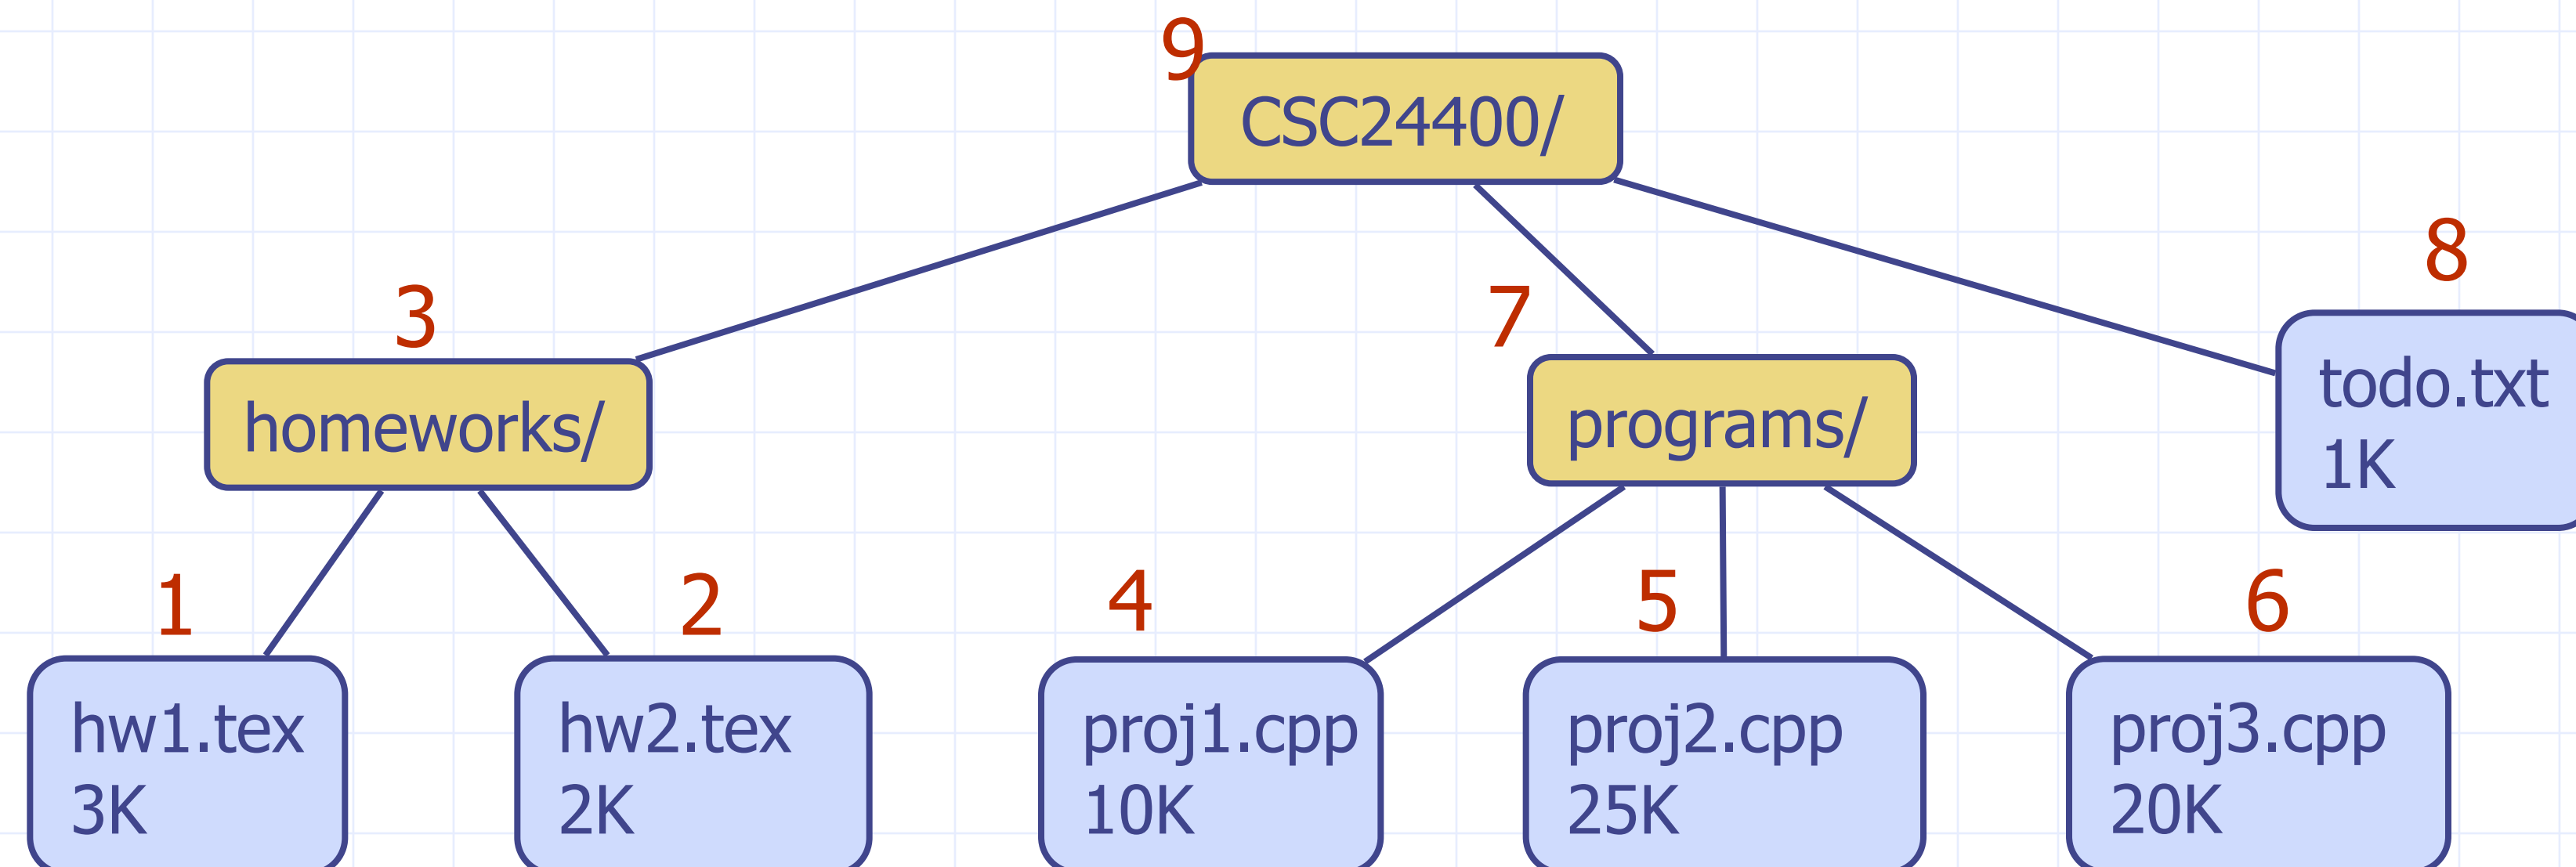 9
CSC24400/
3
7
8
homeworks/
programs/
todo.txt
1K
1
2
4
5
6
hw1.tex
3K
hw2.tex
2K
proj1.cpp
10K
proj2.cpp
25K
proj3.cpp
20K